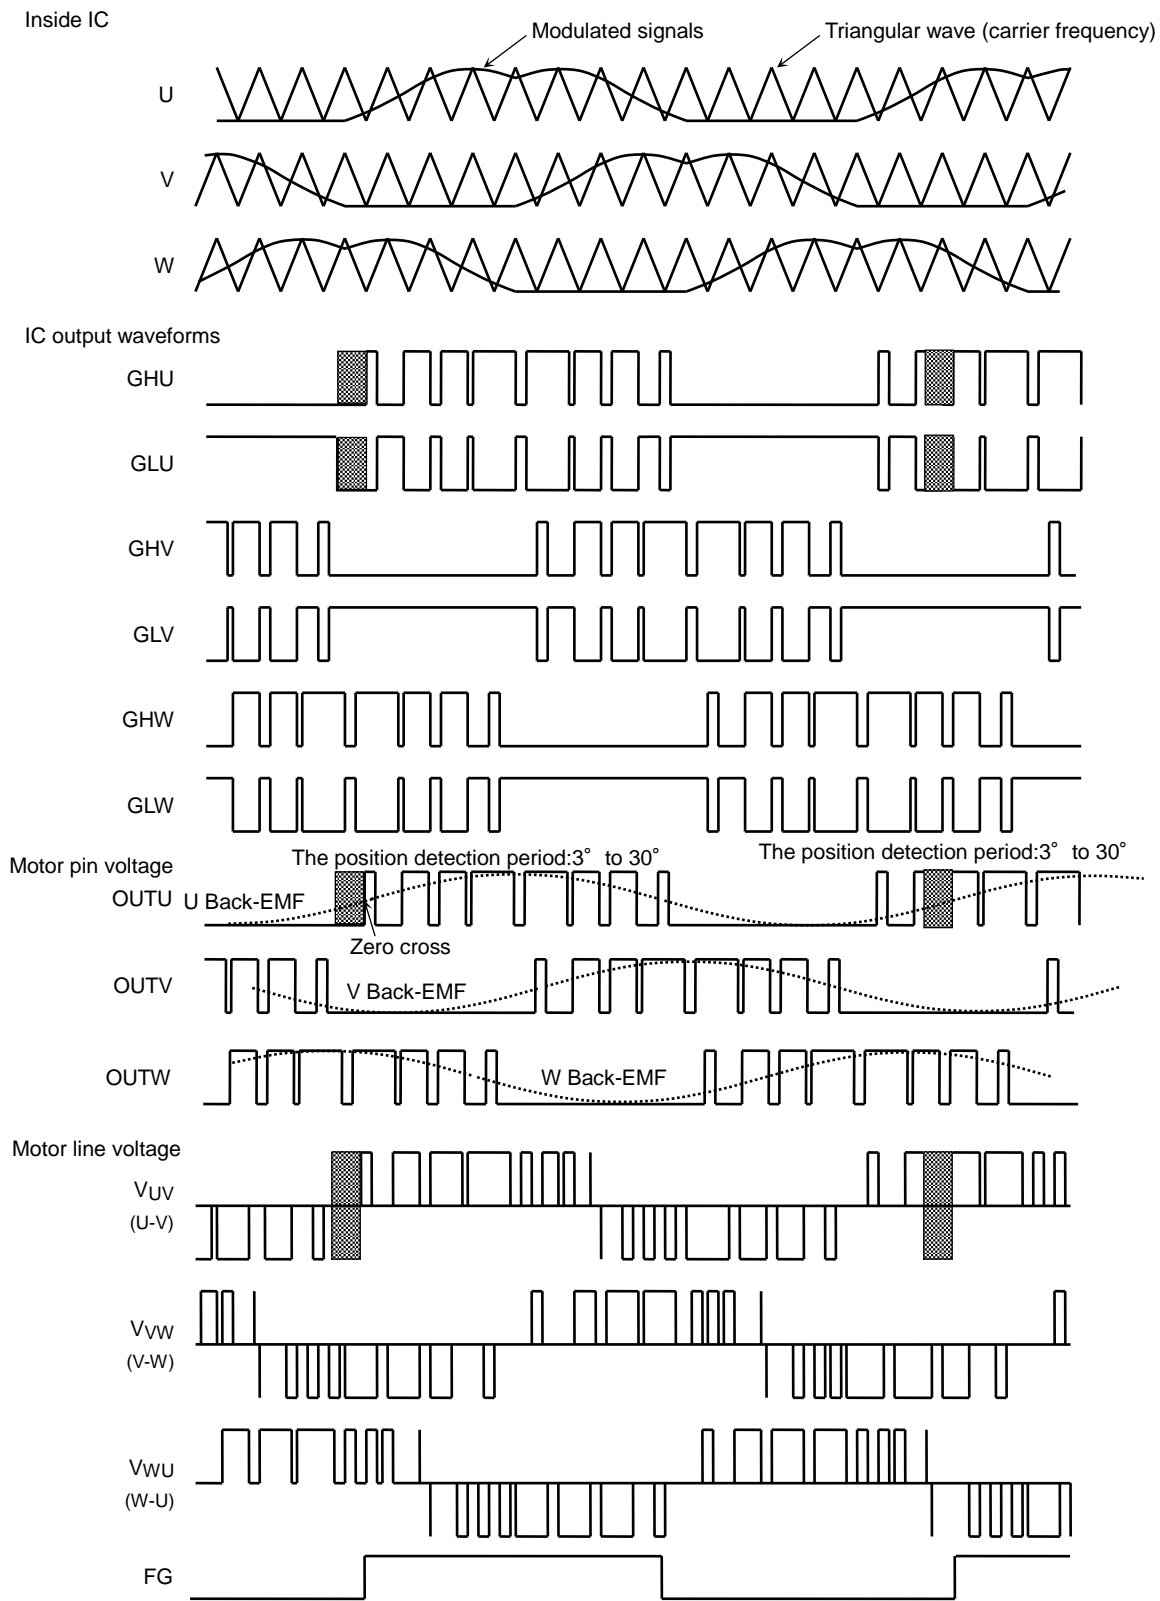 Inside IC
Modulated signals
Triangular wave (carrier frequency)
U
V
W
IC output waveforms
GHU
GLU
GHV
GLV
GHW
GLW
Motor pin voltage
The position detection period:3° to 30°
The position detection period:3° to 30°
OUTU
U Back-EMF
Zero cross
OUTV
V Back-EMF
OUTW
W Back-EMF
Motor line voltage
VUV
(U-V)
VVW
(V-W)
VWU
(W-U)
FG